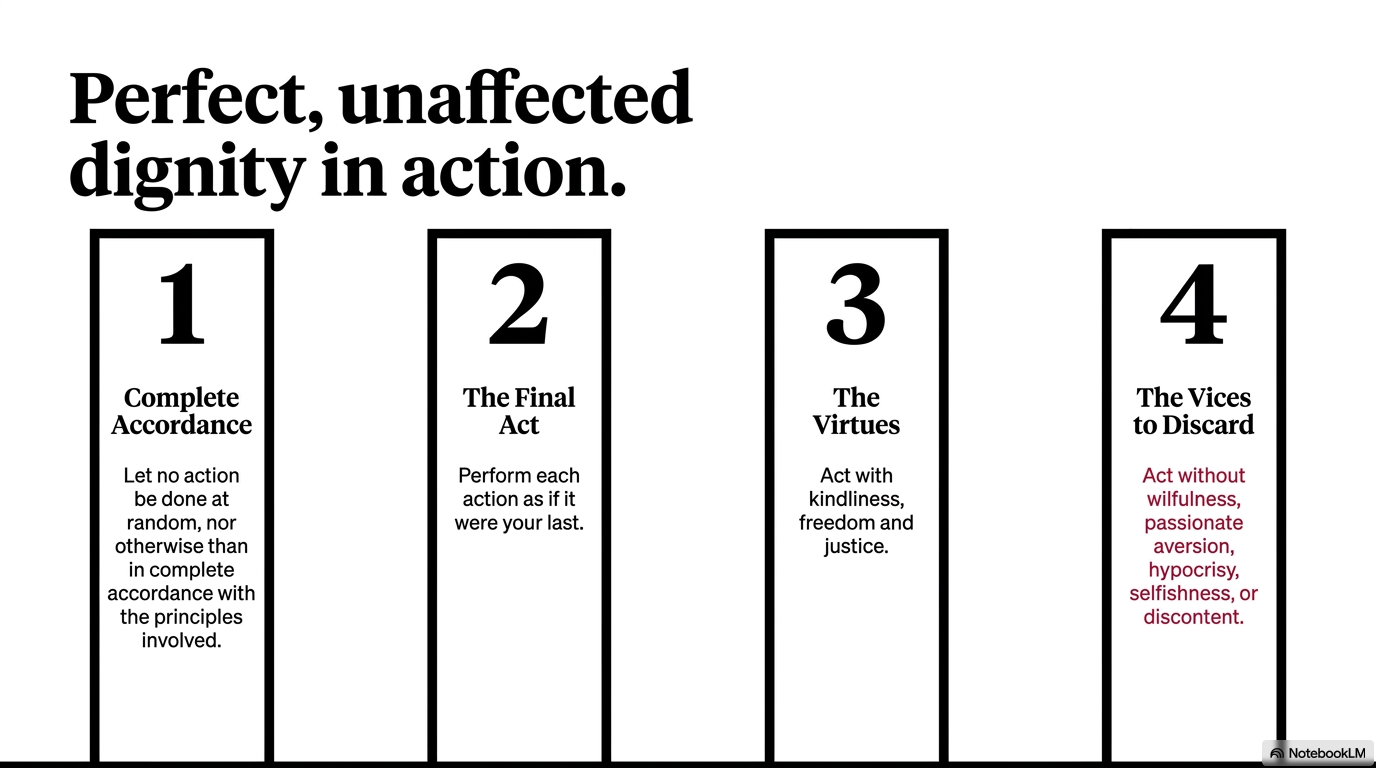 Perfect, unaffected
dignity in action.
1
Complete
Accordance
Let no action
be done at
random, nor
otherwise than
in complete
accordance with
the principles
involved.
2
The Final
Act
Perform each
action as if it
were your last.
3
The
Virtues
Act with
kindliness,
freedom and
justice.
4
The Vices
to Discard
Act without
wilfulness,
passionate
aversion,
hypocrisy,
selfishness, or
discontent.
NotebookLM